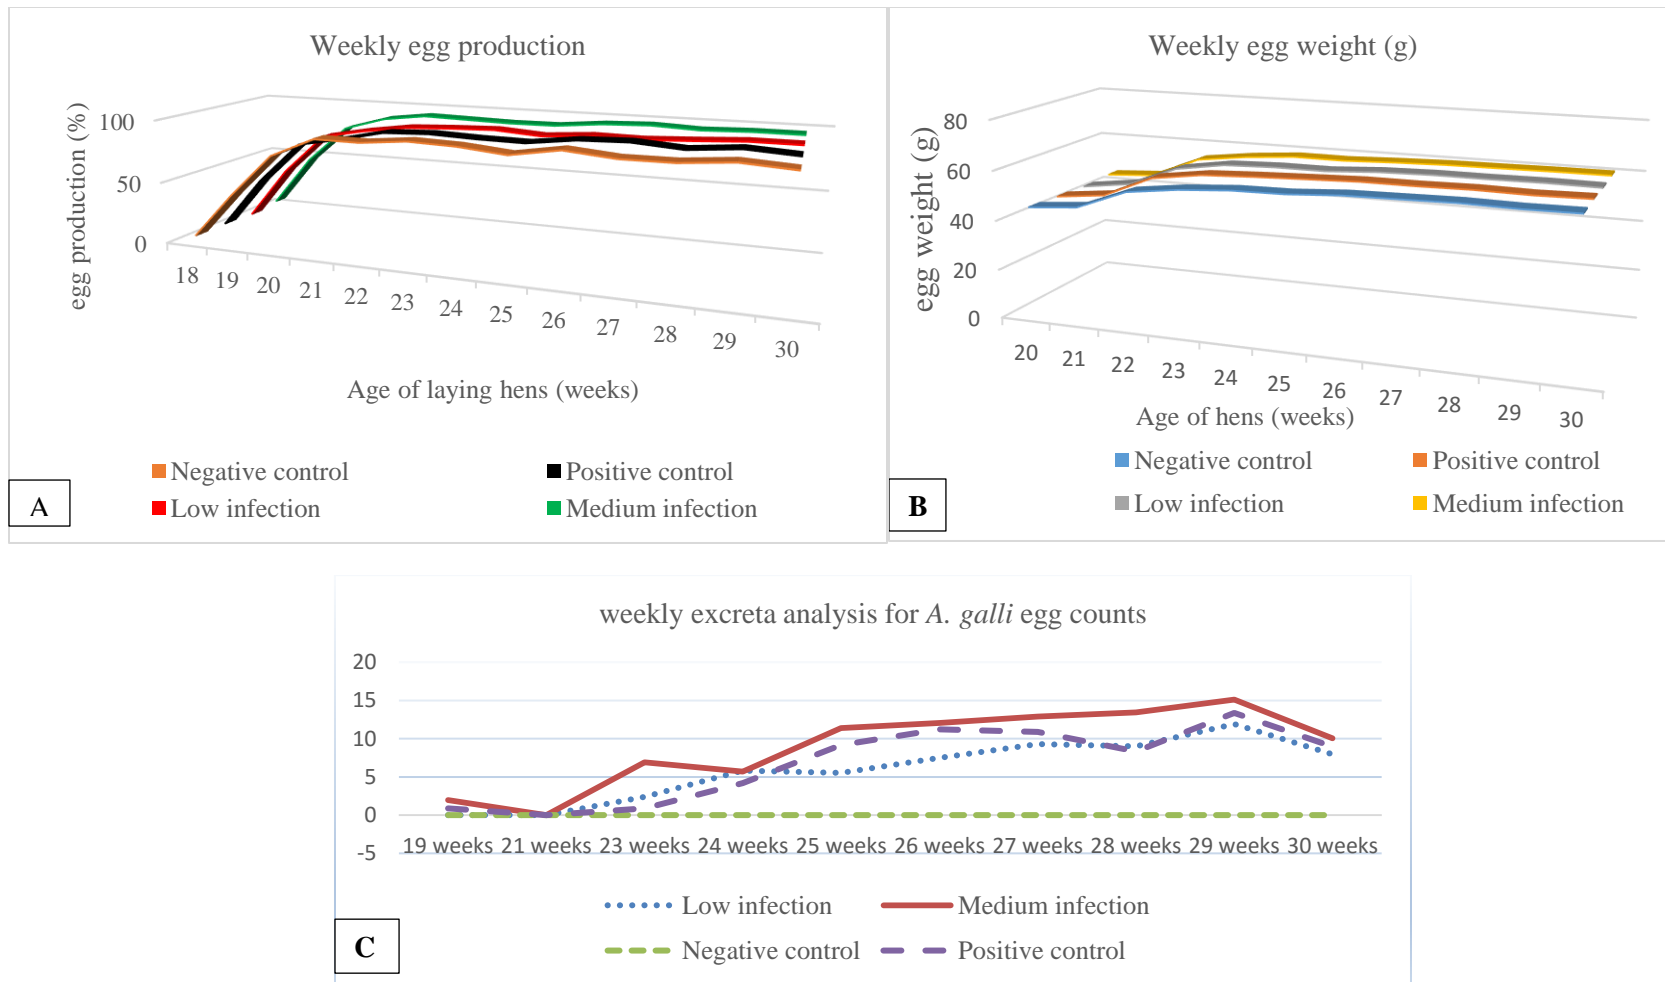 Weekly egg production
egg production (%)
100
50
0
18 19 20 21 22 23 24 25 26 27 28 29 30
Age of laying hens (weeks)
Negative control Positive control
Low infection Medium infection
A
Weekly egg weight (g)
egg weight (g)
80
60
40
20
0
20 21 22 23 24 25 26 27 28 29 30
Age of hens (weeks)
Negative control Positive control
Low infection Medium infection
B
weekly excreta analysis for A. galli egg counts
20
15
10
5
0
-5
19 weeks 21 weeks 23 weeks 24 weeks 25 weeks 26 weeks 27 weeks 28 weeks 29 weeks 30 weeks
Low infection Medium infection
Negative control Positive control
C